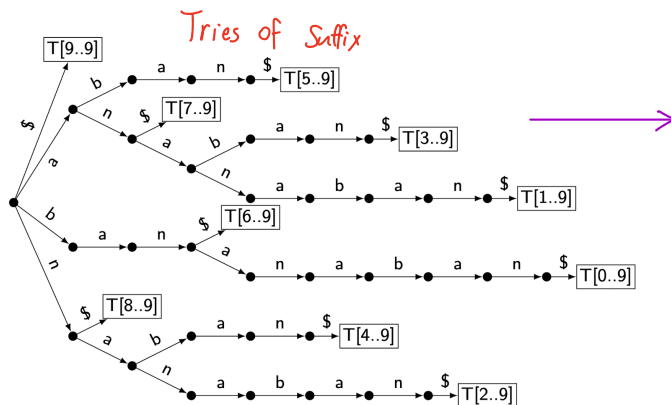 Tries of Suffix
T[9..9]
$
b a n $ T[5..9]
a
n $ T[7..9]
a b a n $ T[3..9]
n a b a n $ T[1..9]
b a n $ T[6..9]
a n a b a n $ T[0..9]
n
$ T[8..9]
a b a n $ T[4..9]
n a b a n $ T[2..9]